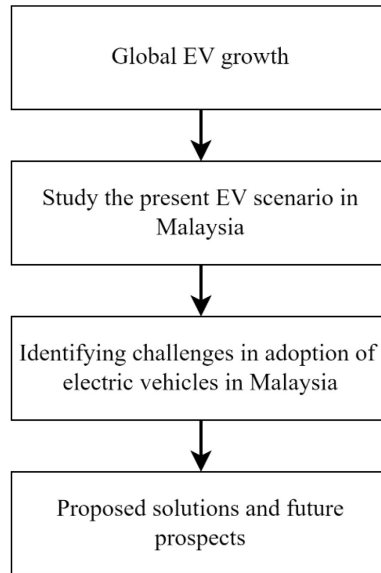 Global EV growth
Study the present EV scenario in
Malaysia
Identifying challenges in adoption of
electric vehicles in Malaysia
Proposed solutions and future
prospects